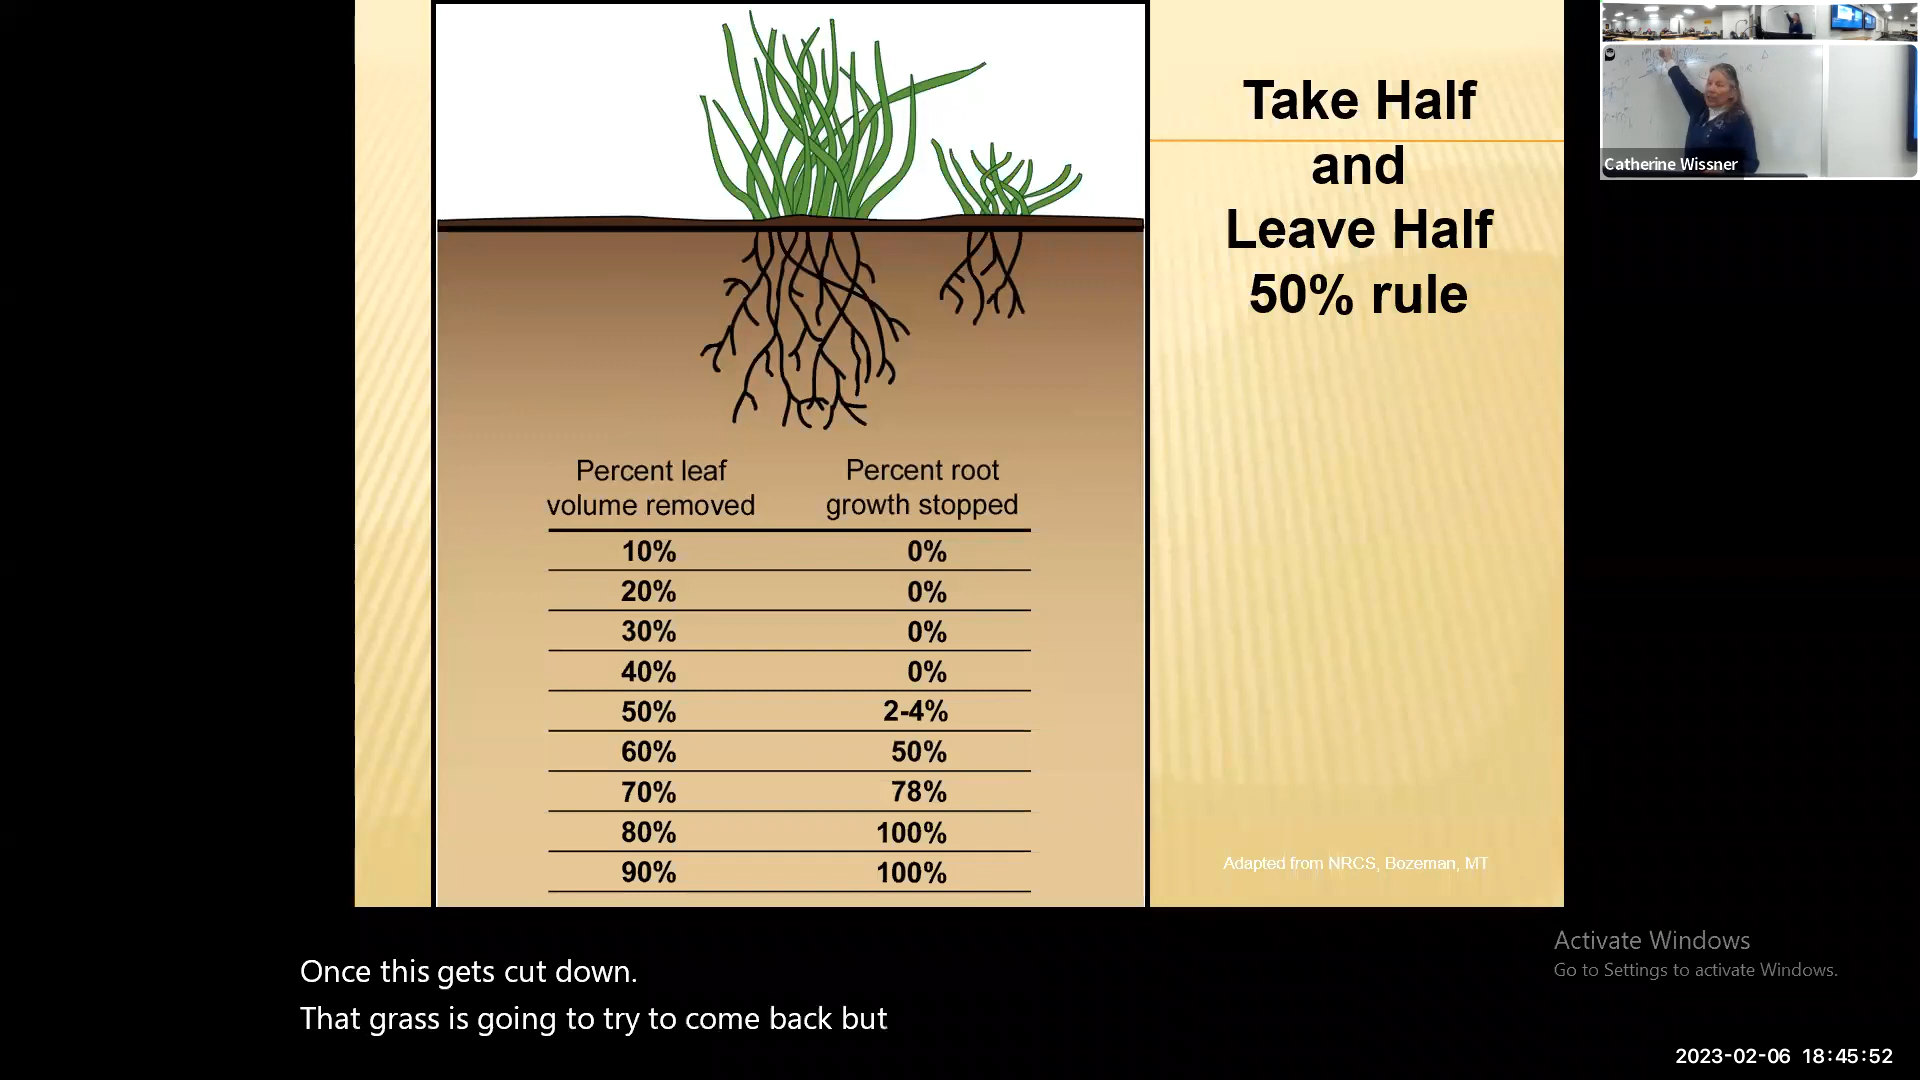 Take Half
and
Leave Half
50% rule
Percent leaf
volume removed
Percent root
growth stopped
10% 0%
20% 0%
30% 0%
40% 0%
50% 2-4%
60% 50%
70% 78%
80% 100%
90% 100%
Adapted from NRCS, Bozeman, MT
Catherine Wissner
Once this gets cut down.
That grass is going to try to come back but
Activate Windows
Go to Settings to activate Windows.
2023-02-06 18:45:52